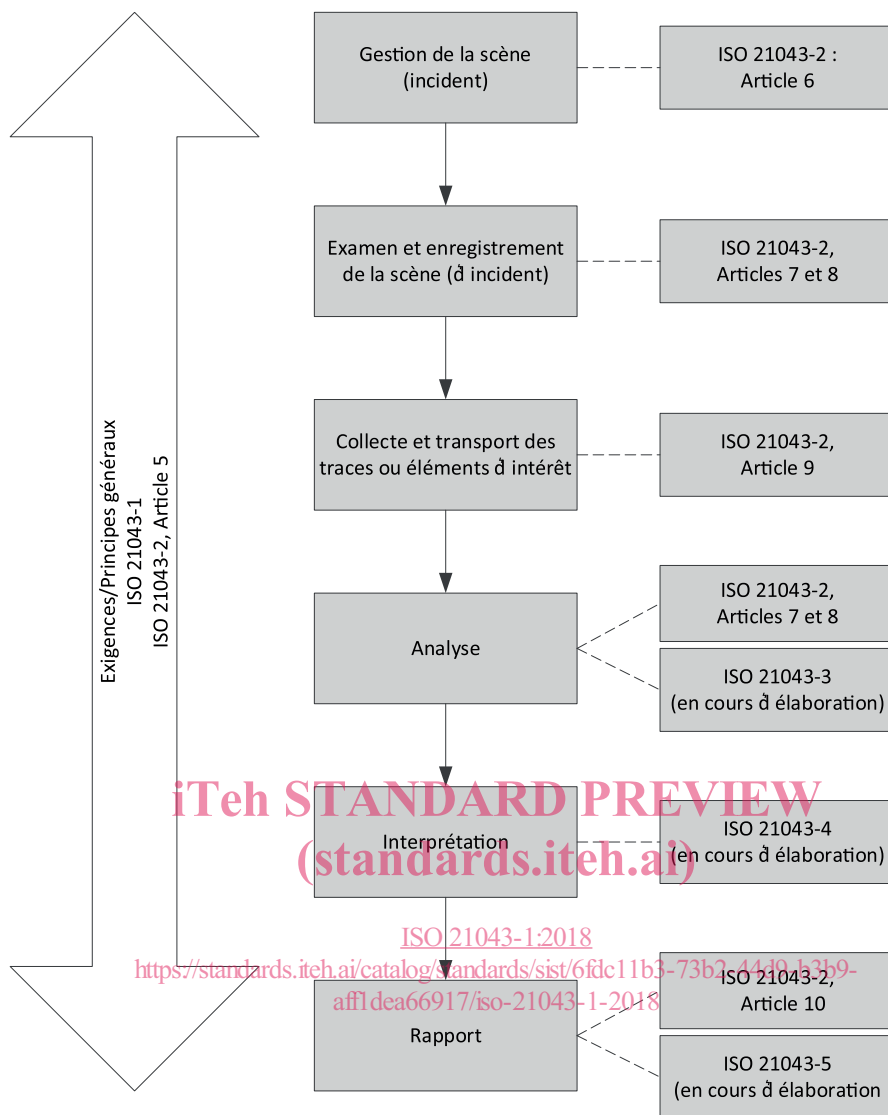 Gestion de la scène
(incident)
ISO 21043-2 :
Article 6
Examen et enregistrement
de la scène (d'incident)
ISO 21043-2,
Articles 7 et 8
Exigences/Principes généraux
ISO 21043-1
ISO 21043-2, Article 5
Collecte et transport des
traces ou éléments d'intérêt
ISO 21043-2,
Article 9
Analyse
ISO 21043-2,
Articles 7 et 8
ISO 21043-3
(en cours d'élaboration)
iTeh STANDARD PREVIEW
(standards.iteh.ai)
Interprétation
ISO 21043-4
(en cours d'élaboration)
ISO 21043-1:2018
https://standards.iteh.ai/catalog/standards/sist/6fdc11b3-73b2-44d9-b3b9-
aff1dea66917/iso-21043-1-2018
Rapport
ISO 21043-2,
Article 10
ISO 21043-5
(en cours d'élaboration